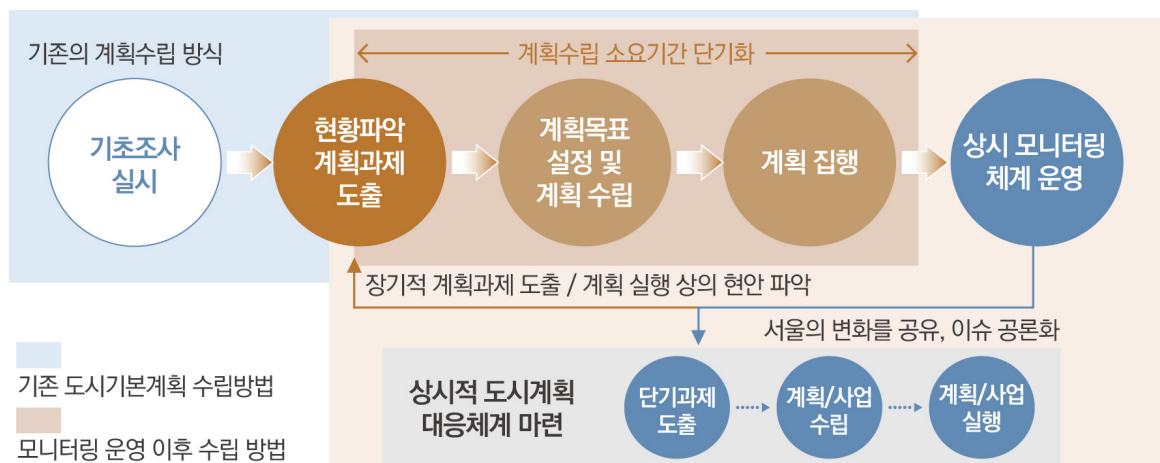 기존의 계획수립 방식
계획수립 소요기간 단기화
기초조사
실시
현황파악
계획과제
도출
계획목표
설정 및
계획 수립
계획 집행
상시 모니터링
체계 운영
장기적 계획과제 도출 / 계획 실행 상의 현안 파악
서울의 변화를 공유, 이슈 공론화
기존 도시기본계획 수립방법
모니터링 운영 이후 수립 방법
상시적 도시계획
대응체계 마련
단기과제
도출
계획/사업
수립
계획/사업
실행